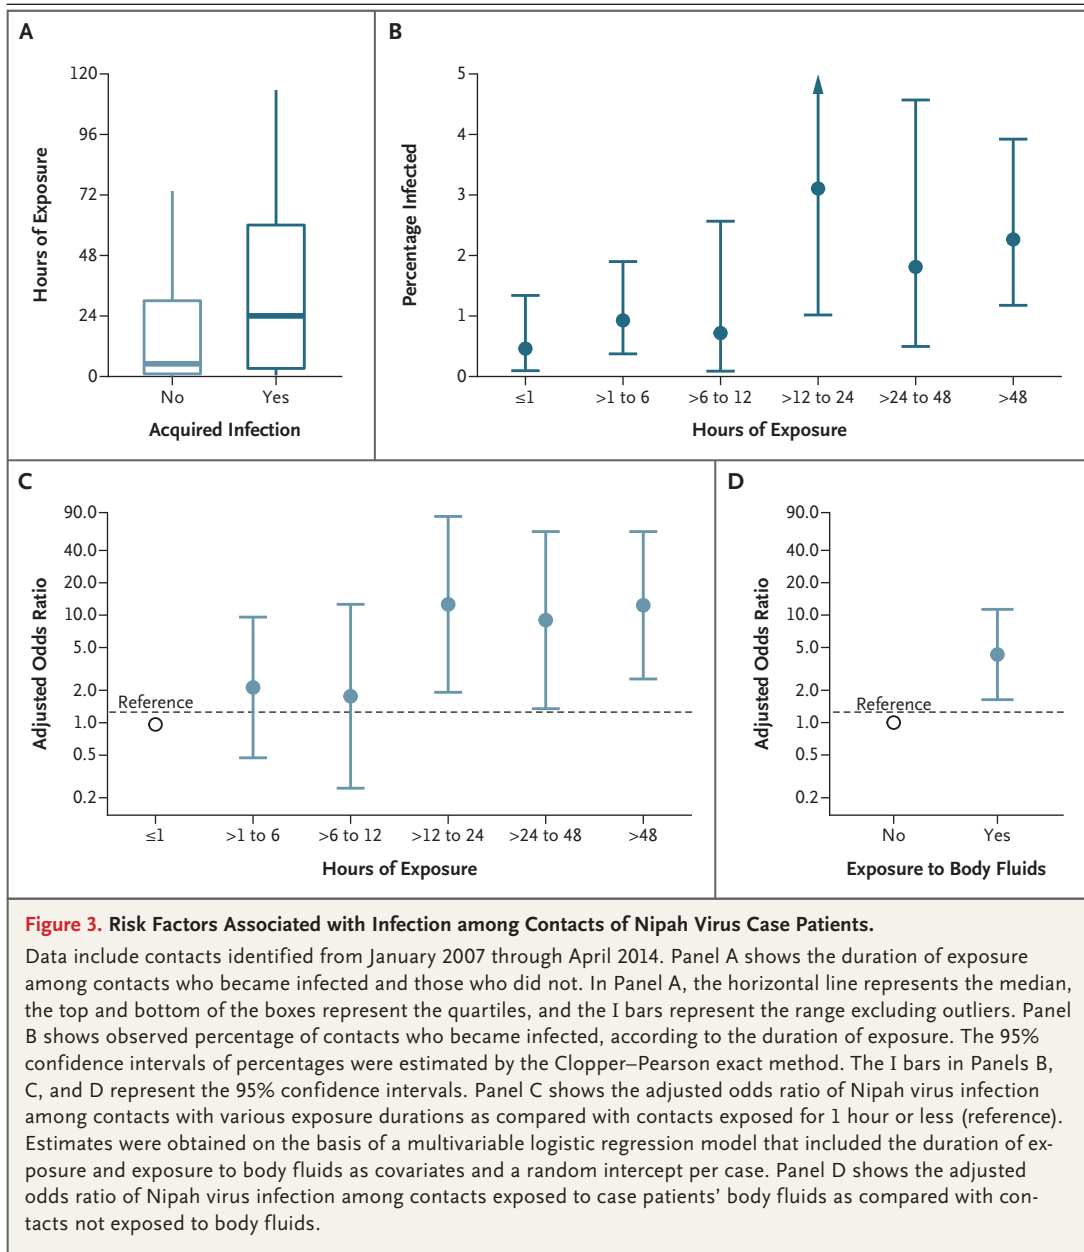 A
B
120
96
72
48
24
0
Hours of Exposure
No
Yes
Acquired Infection
5
4
3
2
1
0
Percentage Infected
≤1
>1 to 6
>6 to 12
>12 to 24
>24 to 48
>48
Hours of Exposure
C
D
90.0
40.0
20.0
10.0
5.0
2.0
1.0
0.5
0.2
Adjusted Odds Ratio
Reference
≤1
>1 to 6
>6 to 12
>12 to 24
>24 to 48
>48
Hours of Exposure
90.0
40.0
20.0
10.0
5.0
2.0
1.0
0.5
0.2
Adjusted Odds Ratio
Reference
No
Yes
Exposure to Body Fluids
Figure 3. Risk Factors Associated with Infection among Contacts of Nipah Virus Case Patients.
Data include contacts identified from January 2007 through April 2014. Panel A shows the duration of exposure
among contacts who became infected and those who did not. In Panel A, the horizontal line represents the median,
the top and bottom of the boxes represent the quartiles, and the I bars represent the range excluding outliers. Panel
B shows observed percentage of contacts who became infected, according to the duration of exposure. The 95%
confidence intervals of percentages were estimated by the Clopper–Pearson exact method. The I bars in Panels B,
C, and D represent the 95% confidence intervals. Panel C shows the adjusted odds ratio of Nipah virus infection
among contacts with various exposure durations as compared with contacts exposed for 1 hour or less (reference).
Estimates were obtained on the basis of a multivariable logistic regression model that included the duration of ex-
posure and exposure to body fluids as covariates and a random intercept per case. Panel D shows the adjusted
odds ratio of Nipah virus infection among contacts exposed to case patients' body fluids as compared with con-
tacts not exposed to body fluids.